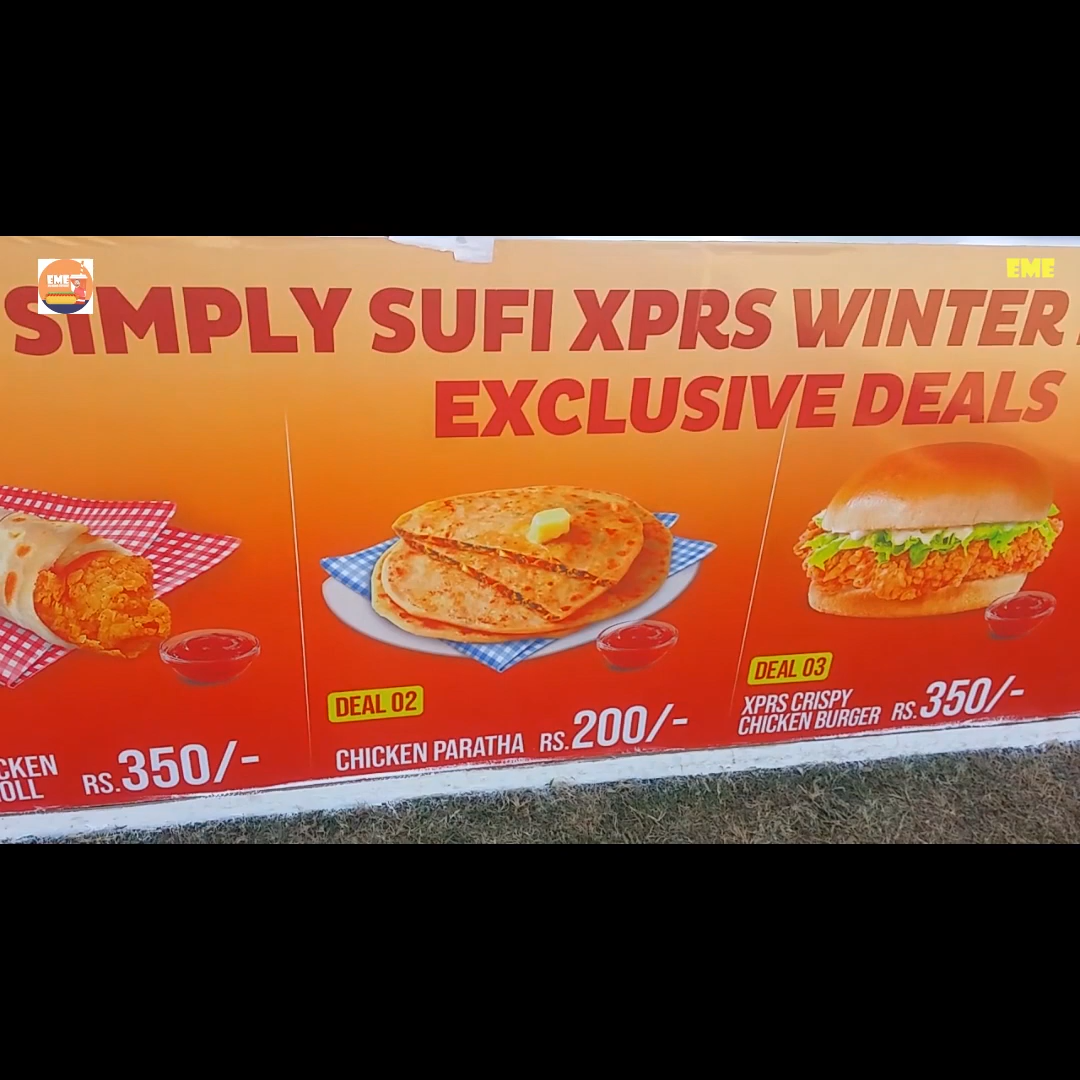 EME
EME
SIMPLY SUFI XPRS WINTER
EXCLUSIVE DEALS
RS.350/-
DEAL 02
CHICKEN PARATHA RS.200/-
DEAL 03
XPRS CRISPY
CHICKEN BURGER RS.350/-